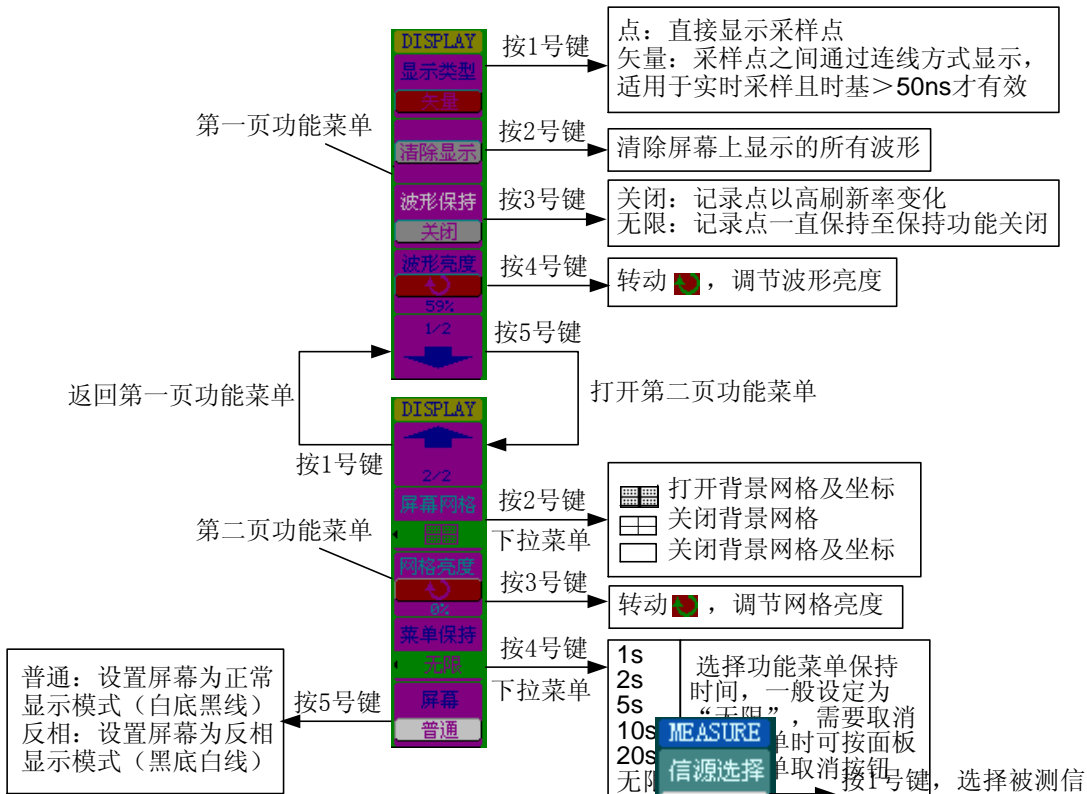 DISPLAY
显示类型
矢量
清除显示
波形保持
关闭
波形亮度
59%
1/2
按1号键
点：直接显示采样点
矢量：采样点之间通过连线方式显示，
适用于实时采样且时基＞50ns才有效
第一页功能菜单
按2号键
清除屏幕上显示的所有波形
按3号键
关闭：记录点以高刷新率变化
无限：记录点一直保持至保持功能关闭
按4号键
转动，调节波形亮度
按5号键
返回第一页功能菜单
打开第二页功能菜单
DISPLAY
2/2
屏幕网格
网格亮度
0%
菜单保持
无限
屏幕
普通
按1号键
第二页功能菜单
按2号键
下拉菜单
打开背景网格及坐标
关闭背景网格
关闭背景网格及坐标
按3号键
转动，调节网格亮度
按4号键
下拉菜单
1s
2s
5s
10s
20s
无限
选择功能菜单保持
时间，一般设定为
“无限”，需要取消
单时可按面板
单取消按钮
按5号键
普通：设置屏幕为正常
显示模式（白底黑线）
反相：设置屏幕为反相
显示模式（黑底白线）
MEASURE
信源选择
按1号键，选择被测信